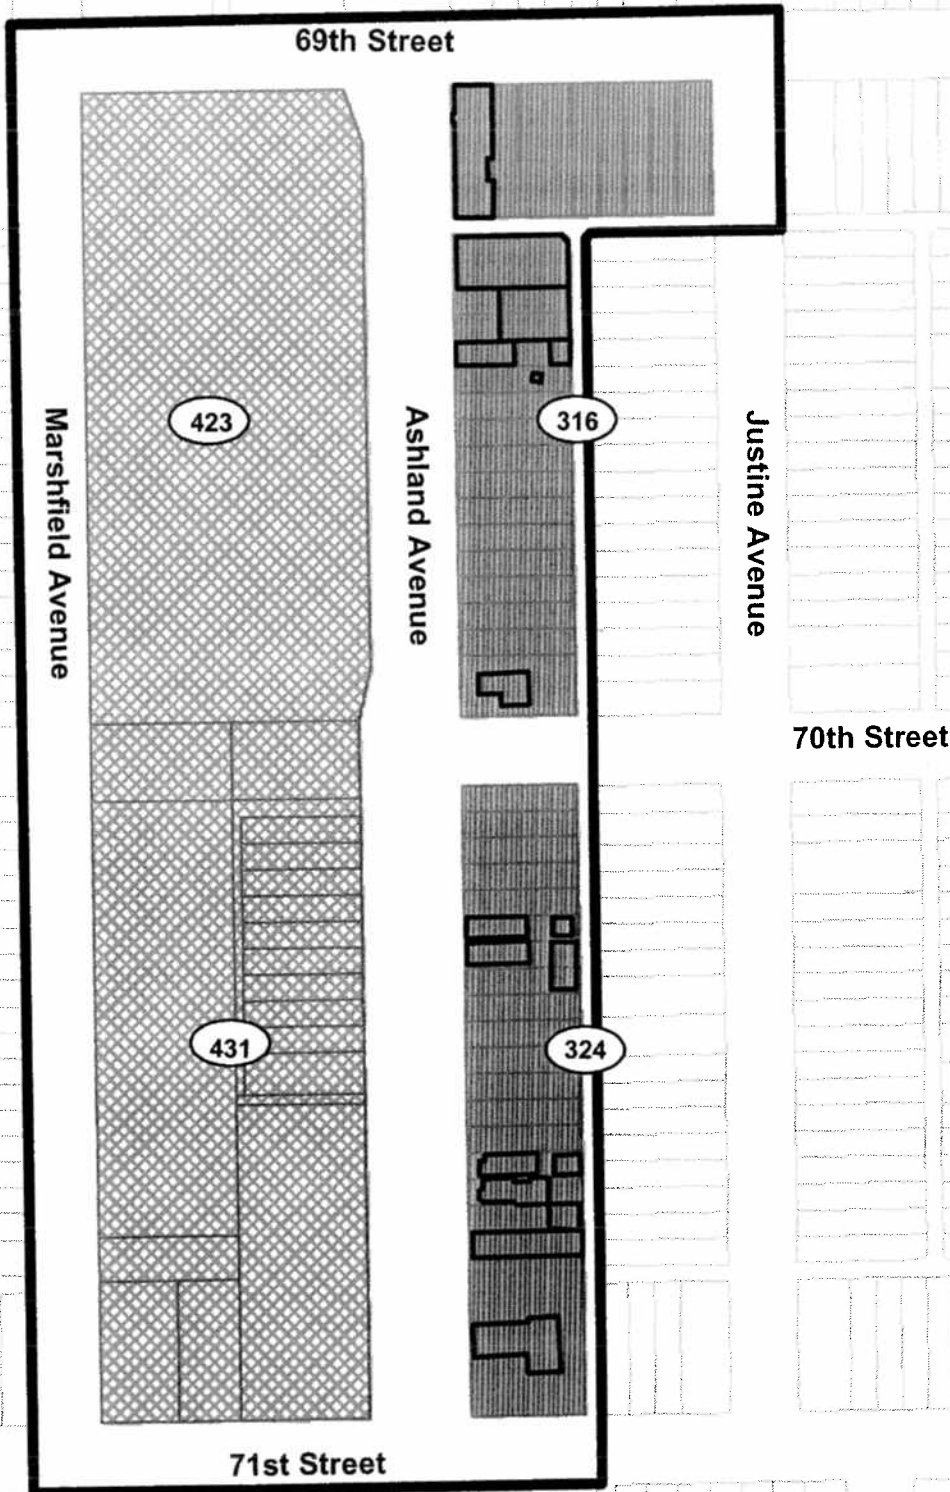 69th Street
423
316
Marshfield Avenue
Ashland Avenue
Justine Avenue
70th Street
431
324
71st Street